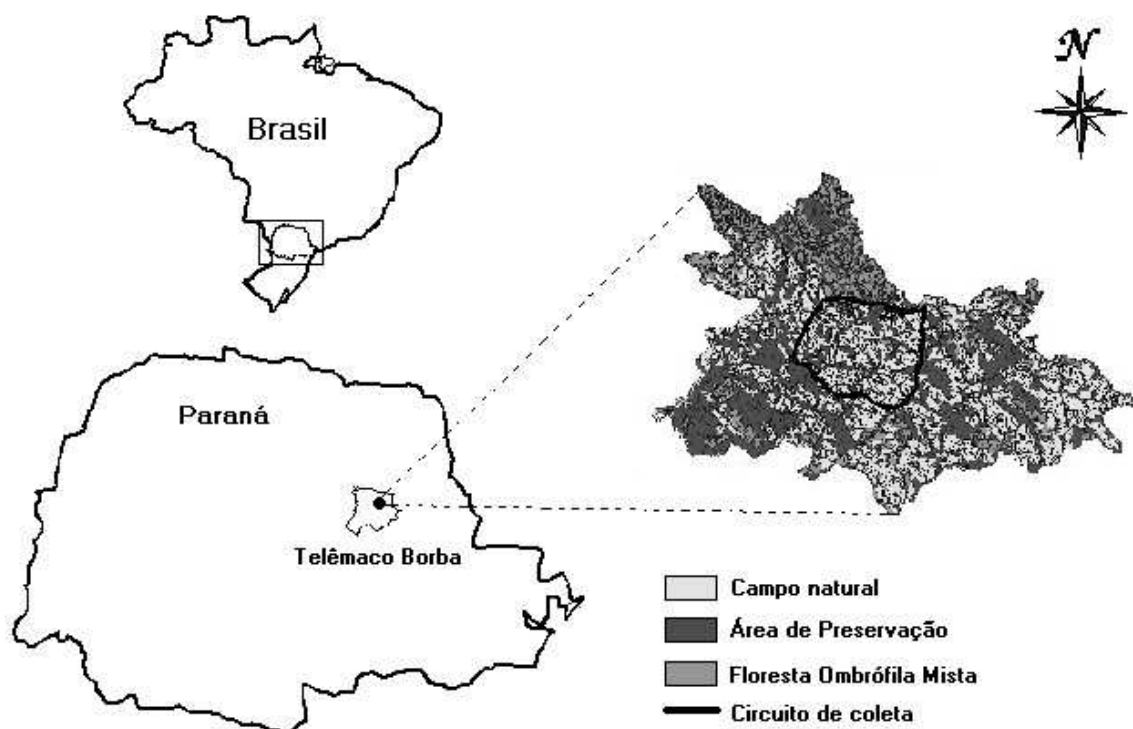 N
Brasil
Paraná
Telêmaco Borba
Campo natural
Área de Preservação
Floresta Ombrófila Mista
Circuito de coleta